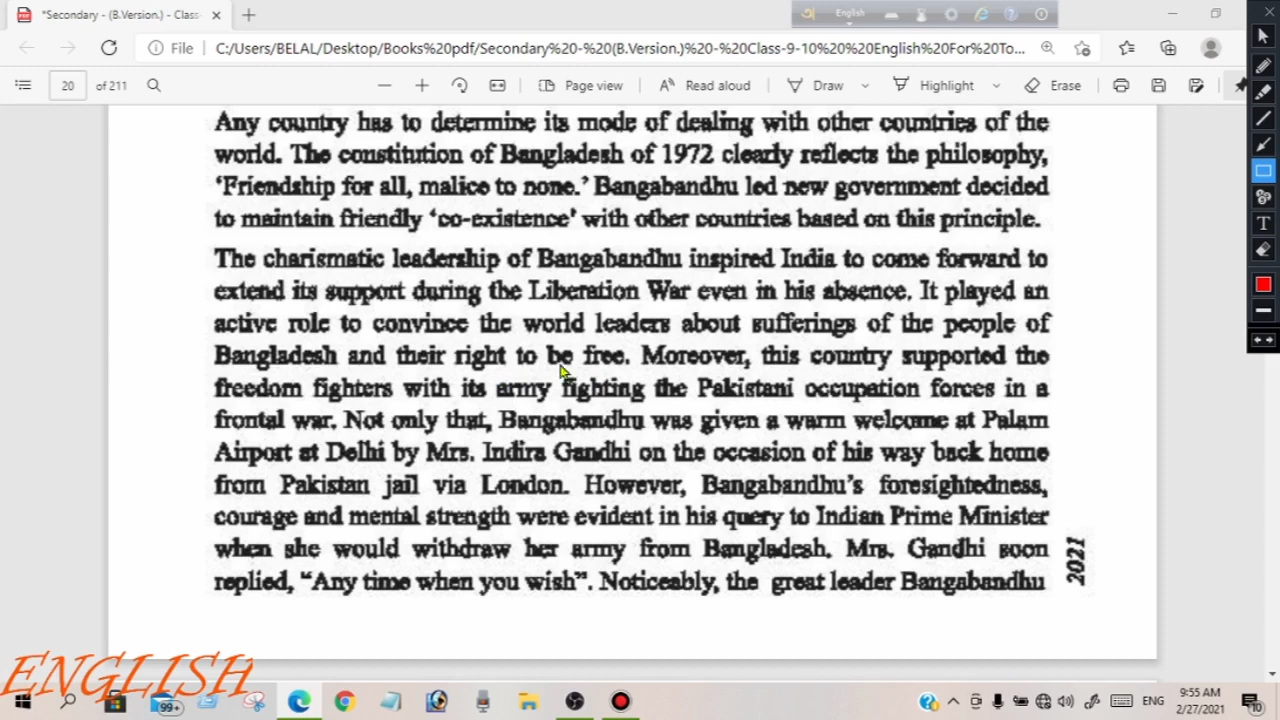 *Secondary - (B.Version.) - Class-
English
File
C:/Users/BELAL/Desktop/Books%20pdf/Secondary%20-%20(B.Version.)%20-%20Class-9-10%20%20English%20For%20To...
20 of 211
Page view
Read aloud
Draw
Highlight
Erase
Any country has to determine its mode of dealing with other countries of the
world. The constitution of Bangladesh of 1972 clearly reflects the philosophy,
‘Friendship for all, malice to none.’ Bangabandhu led new government decided
to maintain friendly ‘co-existence’ with other countries based on this principle.
The charismatic leadership of Bangabandhu inspired India to come forward to
extend its support during the Liberation War even in his absence. It played an
active role to convince the world leaders about sufferings of the people of
Bangladesh and their right to be free. Moreover, this country supported the
freedom fighters with its army fighting the Pakistani occupation forces in a
frontal war. Not only that, Bangabandhu was given a warm welcome at Palam
Airport at Delhi by Mrs. Indira Gandhi on the occasion of his way back home
from Pakistan jail via London. However, Bangabandhu’s foresightedness,
courage and mental strength were evident in his query to Indian Prime Minister
when she would withdraw her army from Bangladesh. Mrs. Gandhi soon
replied, “Any time when you wish”. Noticeably, the great leader Bangabandhu
2021
ENGLISH
99+
ENG
9:55 AM
2/27/2021
10